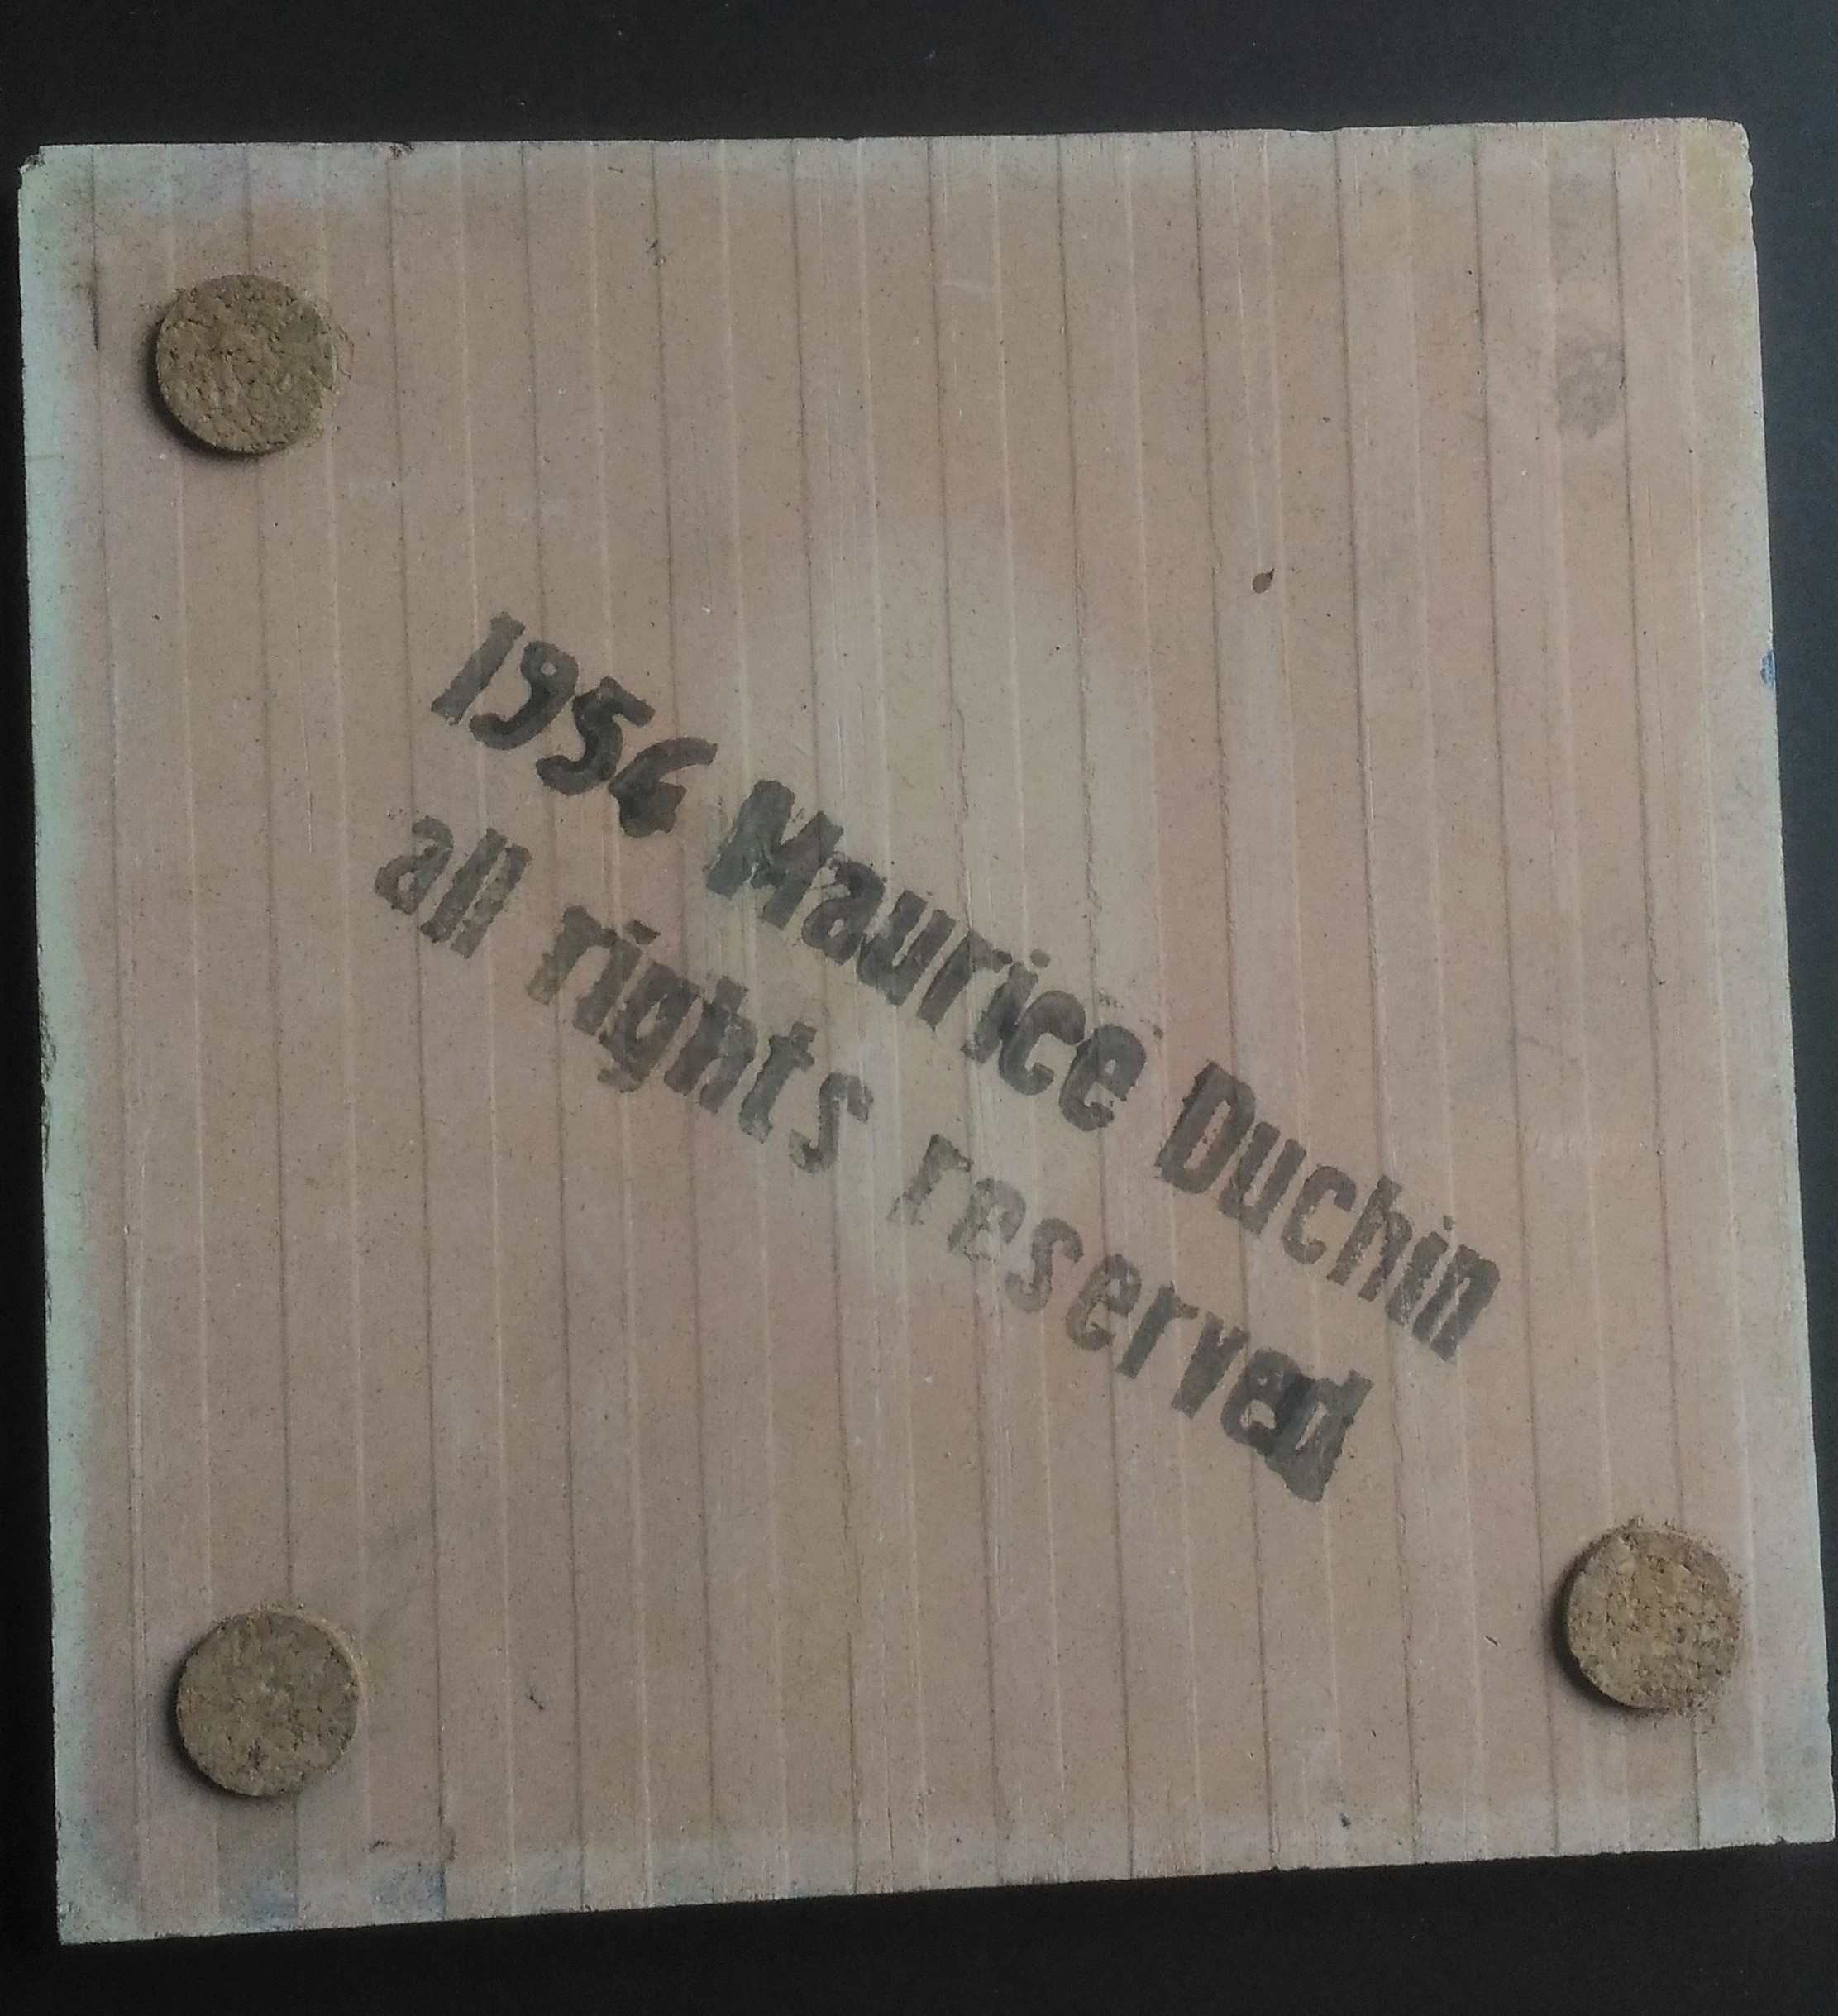 1956 Maurice Duchin
all rights reserved